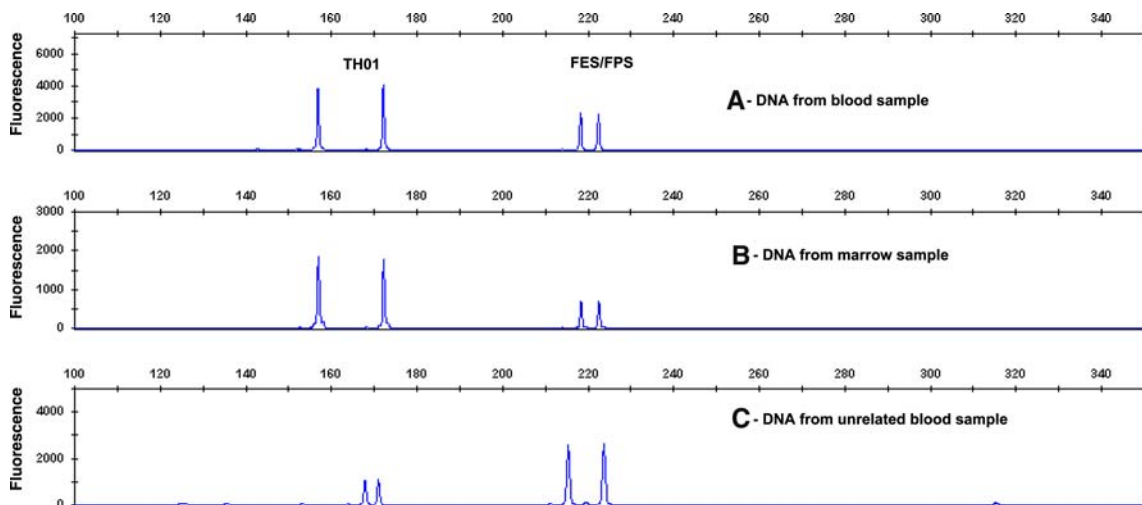 100 120 140 160 180 200 220 240 260 280 300 320 340
Fluorescence
6000
4000
2000
0
TH01
FES/FPS
A - DNA from blood sample
100 120 140 160 180 200 220 240 260 280 300 320 340
Fluorescence
3000
2000
1000
0
B - DNA from marrow sample
100 120 140 160 180 200 220 240 260 280 300 320 340
Fluorescence
4000
2000
0
C - DNA from unrelated blood sample